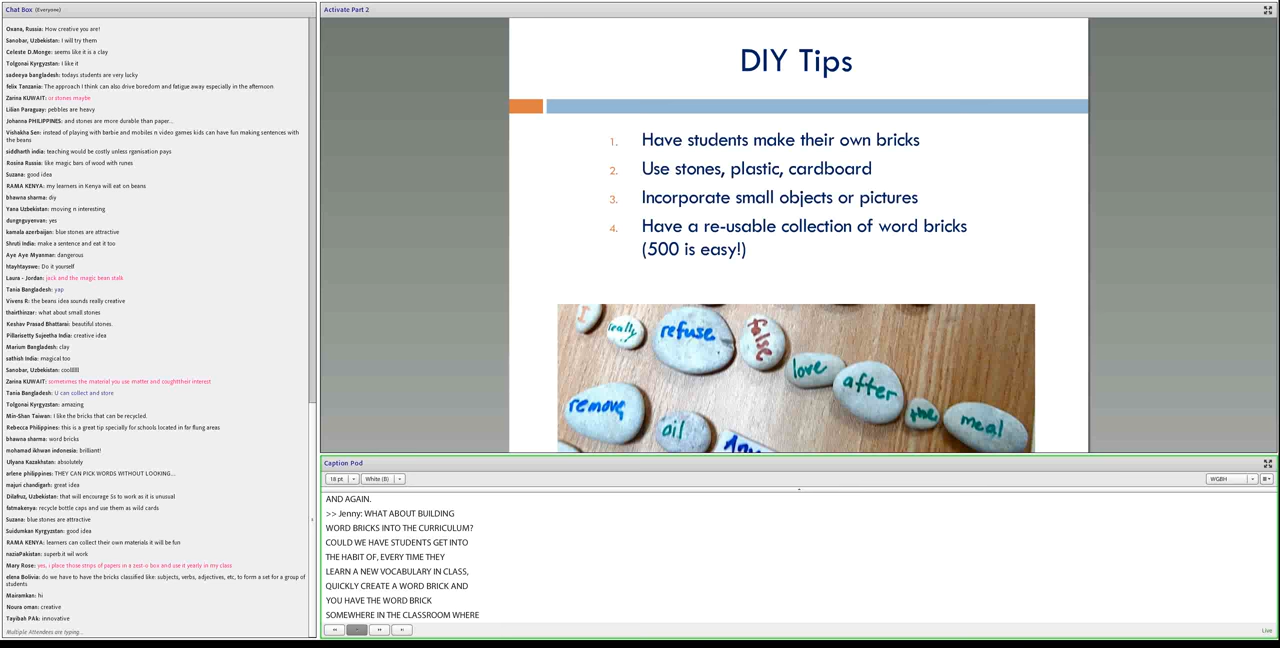 Chat Box (Everyone)
Oxana, Russia: How creative you are!
Sanobar, Uzbekistan: I will try them
Celeste D.Monge: seems like it is a clay
Tolgonai Kyrgyzstan: I like it
sadeeya bangladesh: todays students are very lucky
felix Tanzania: The approach I think can also drive boredom and fatigue away especially in the afternoon
Zarina KUWAIT: or stones maybe
Lilian Paraguay: pebbles are heavy
Johanna PHILIPPINES: and stones are more durable than paper...
Vishakha Sen: instead of playing with barbie and mobiles n video games kids can have fun making sentences with
the beans
siddharth india: teaching would be costly unless rganisation pays
Rosina Russia: like magic bars of wood with runes
Suzana: good idea
RAMA KENYA: my learners in Kenya will eat on beans
bhawna sharma: diy
Yana Uzbekistan: moving n interesting
dungnguyenvan: yes
kamala azerbaijan: blue stones are attractive
Shruti India: make a sentence and eat it too
Aye Aye Myanmar: dangerous
MayMayswe: Do it yourself
Laura - Jordan: jack and the magic bean stalk
Tania Bangladesh: yap
Vivera R: the beans idea sounds really creative
thairthinzar: what about small stones
Keshav Prasad Bhattarai: beautiful stones.
Pillarisetty Sujeetha India: creative idea
Marium Bangladesh: clay
sathish India: magical too
Sanobar, Uzbekistan: coolllll
Zarina KUWAIT: sometomes the material you use matter and coughttheir interest
Tania Bangladesh: U can collect and store
Tolgonai Kyrgyzstan: amazing
Min-Shan Taiwan: I like the bricks that can be recycled.
Rebecca Philippines: this is a great tip specially for schools located in far flung areas
bhawna sharma: word bricks
mohamad ikhwan indonesia: brilliant!
Ulyana Kazakhstan: absolutely
arlene philippines: THEY CAN PICK WORDS WITHOUT LOOKING...
majuri chandigarh: great idea
Dilafruz, Uzbekistan: that will encourage Ss to work as it is unusual
fatmakenya: recycle bottle caps and use them as wild cards
Suzana: blue stones are attractive
Suidunkan Kyrgyzstan: good idea
RAMA KENYA: learners can collect their own materials it will be fun
naziaPakistan: superb.it wil work
Mary Rose: yes, i place those strips of papers in a zest-o box and use it yearly in my class
elena Bolivia: do we have to have the bricks classified like: subjects, verbs, adjectives, etc, to form a set for a group of
students
Mairamkan: hi
Noura oman: creative
Tayibah PAk: innovative
Multiple Attendees are typing...
Activate Part 2
DIY Tips
1. Have students make their own bricks
2. Use stones, plastic, cardboard
3. Incorporate small objects or pictures
4. Have a re-usable collection of word bricks
(500 is easy!)
I
really
refuse
false
love
after
the
meal
remove
oil
Caption Pod
18 pt White (B) WGBH
AND AGAIN.
>> Jenny: WHAT ABOUT BUILDING
WORD BRICKS INTO THE CURRICULUM?
COULD WE HAVE STUDENTS GET INTO
THE HABIT OF, EVERY TIME THEY
LEARN A NEW VOCABULARY IN CLASS,
QUICKLY CREATE A WORD BRICK AND
YOU HAVE THE WORD BRICK
SOMEWHERE IN THE CLASSROOM WHERE
Live